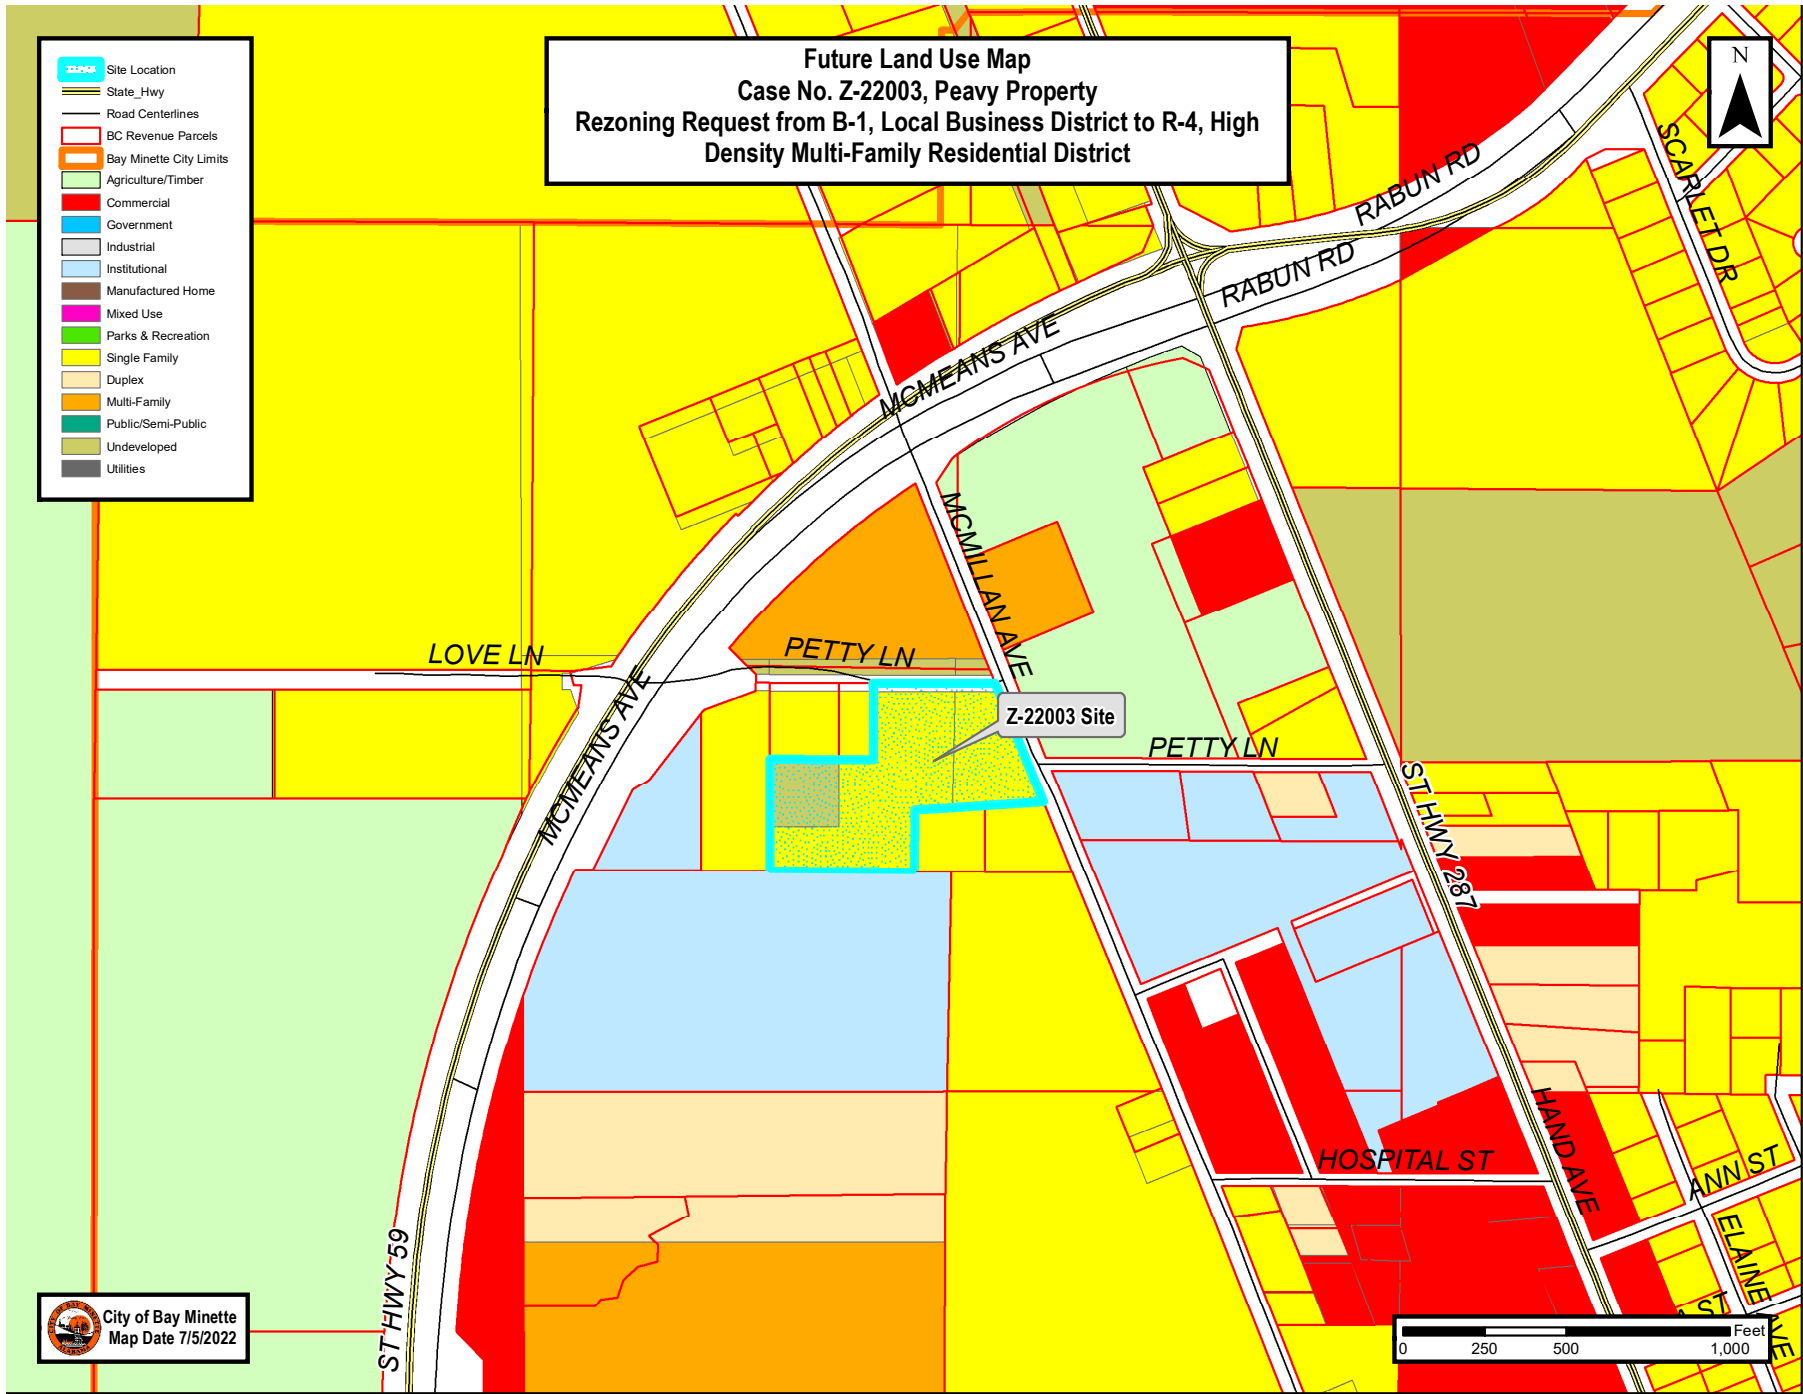 Future Land Use Map
Case No. Z-22003, Peavy Property
Rezoning Request from B-1, Local Business District to R-4, High
Density Multi-Family Residential District
N
Site Location
State_Hwy
Road Centerlines
BC Revenue Parcels
Bay Minette City Limits
Agriculture/Timber
Commercial
Government
Industrial
Institutional
Manufactured Home
Mixed Use
Parks & Recreation
Single Family
Duplex
Multi-Family
Public/Semi-Public
Undeveloped
Utilities
SCARLET DR
RABUN RD
RABUN RD
MCMEANS AVE
MCMILLAN AVE
LOVE LN
PETTY LN
MCMEANS AVE
Z-22003 Site
PETTY LN
ST HWY 287
HAND AVE
HOSPITAL ST
ANN ST
ELAINE AVE
ST
ST HWY 59
CITY OF BAY MINETTE
ALABAMA
City of Bay Minette
Map Date 7/5/2022
Feet
0 250 500 1,000